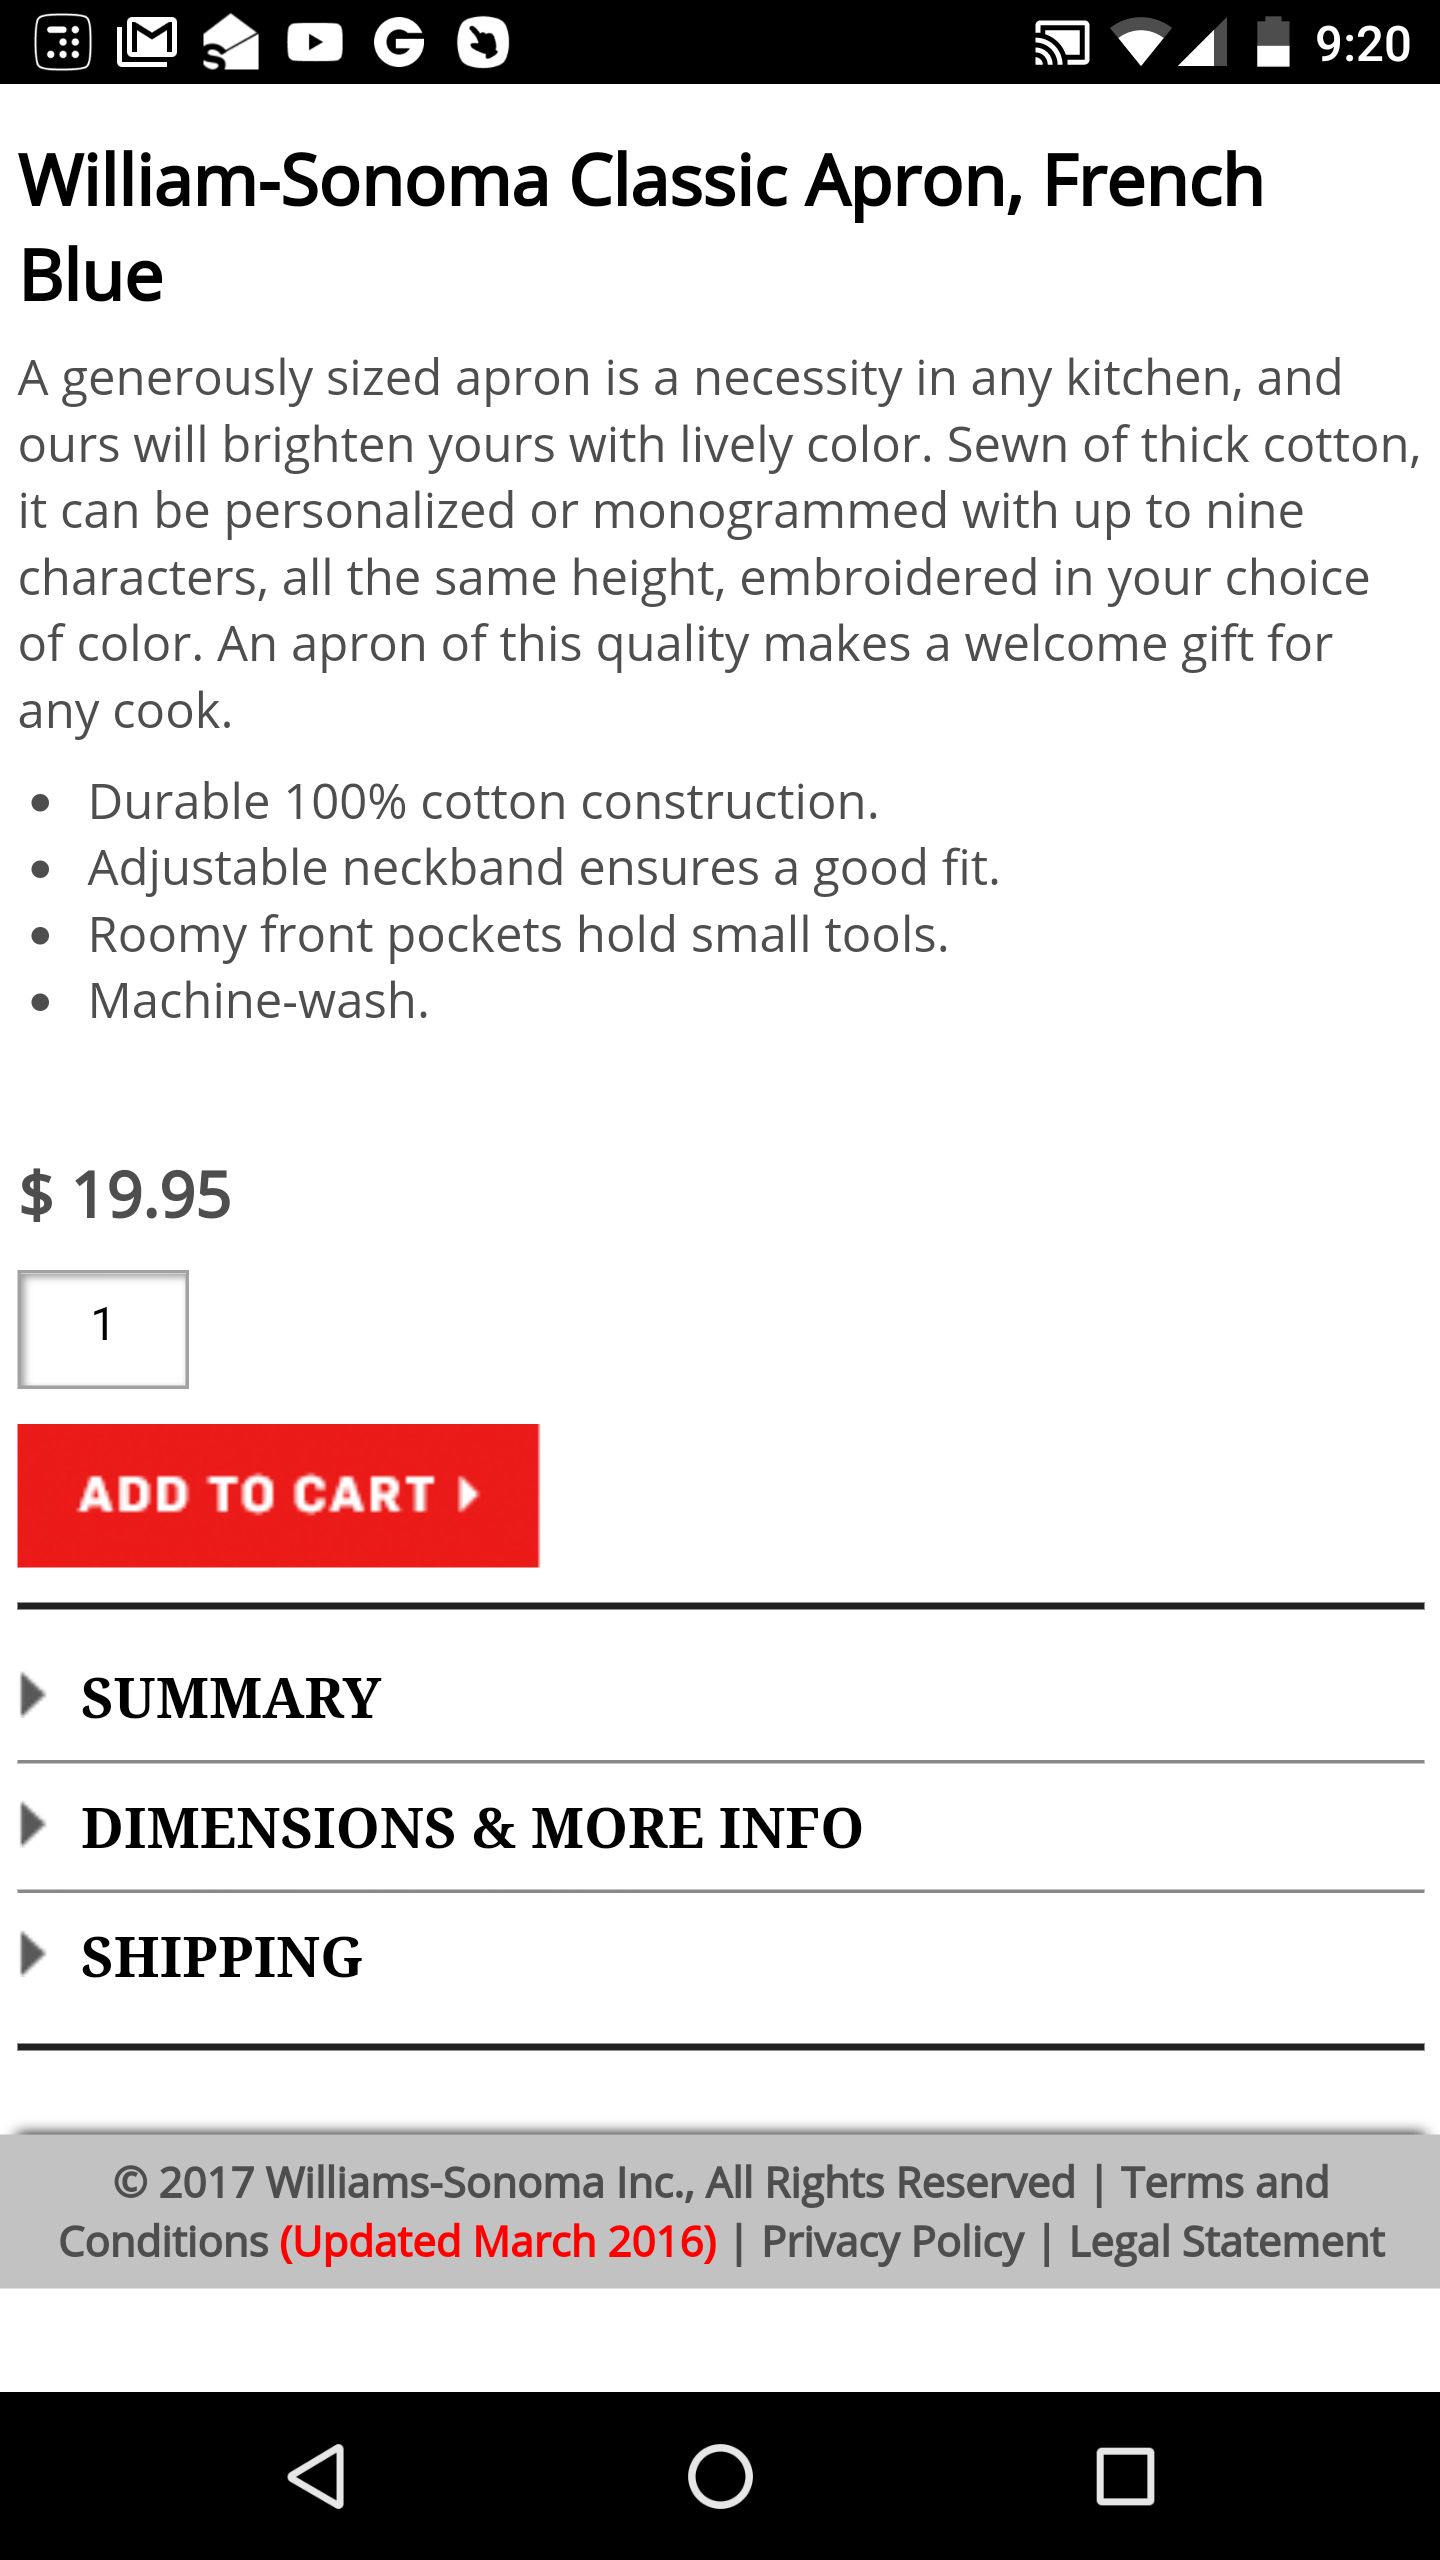 9:20
William-Sonoma Classic Apron, French
Blue
A generously sized apron is a necessity in any kitchen, and
ours will brighten yours with lively color. Sewn of thick cotton,
it can be personalized or monogrammed with up to nine
characters, all the same height, embroidered in your choice
of color. An apron of this quality makes a welcome gift for
any cook.
• Durable 100% cotton construction.
• Adjustable neckband ensures a good fit.
• Roomy front pockets hold small tools.
• Machine-wash.
$ 19.95
1
ADD TO CART
SUMMARY
DIMENSIONS & MORE INFO
SHIPPING
© 2017 Williams-Sonoma Inc., All Rights Reserved | Terms and
Conditions (Updated March 2016) | Privacy Policy | Legal Statement